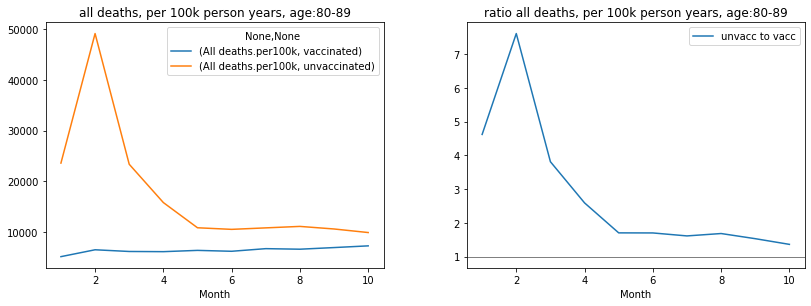 all deaths, per 100k person years, age:80-89
50000
40000
30000
20000
10000
2
4
6
8
10
Month
None,None
(All deaths.per100k, vaccinated)
(All deaths.per100k, unvaccinated)
ratio all deaths, per 100k person years, age:80-89
7
6
5
4
3
2
1
2
4
6
8
10
Month
unvacc to vacc